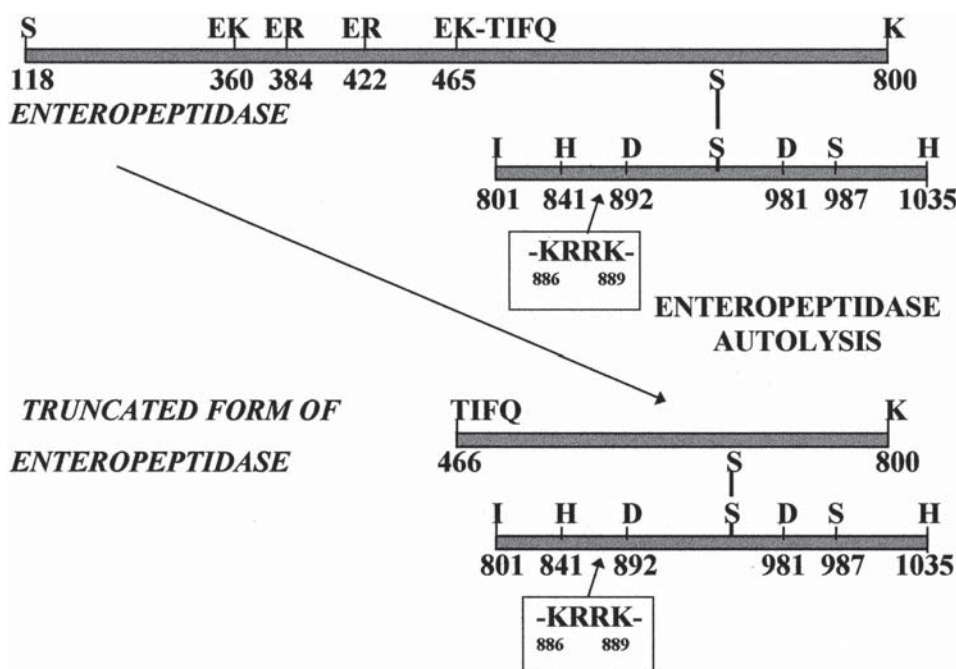 S EK ER ER EK-TIFQ K
118 360 384 422 465 S 800
ENTEROPEPTIDASE
I H D S D S H
801 841 892 981 987 1035
-KRRK-
886 889
ENTEROPEPTIDASE
AUTOLYSIS
TRUNCATED FORM OF
ENTEROPEPTIDASE
TIFQ K
466 S 800
I H D S D S H
801 841 892 981 987 1035
-KRRK-
886 889